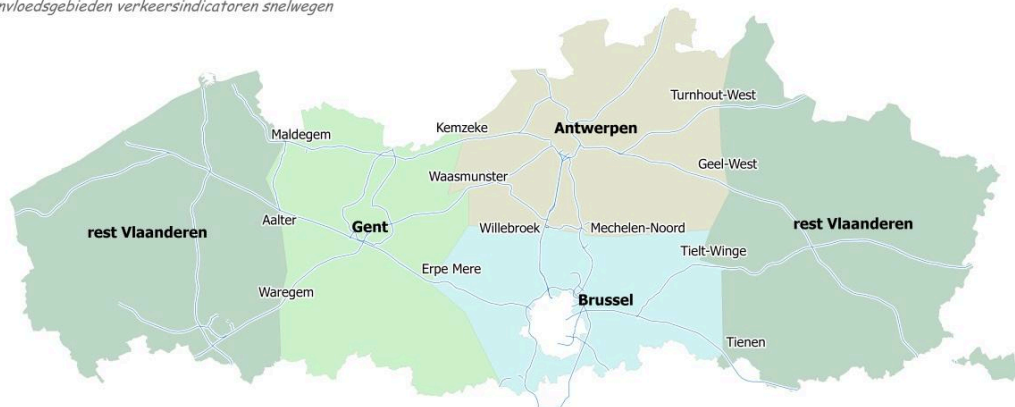 nvloedsgebieden verkeersindicatoren snelwegen
Turnhout-West
Maldegem
Kemzeke
Antwerpen
Geel-West
Waasmunster
Aalter
Gent
Willebroek
Mechelen-Noord
rest Vlaanderen
rest Vlaanderen
Tielt-Winge
Erpe Mere
Waregem
Brussel
Tienen